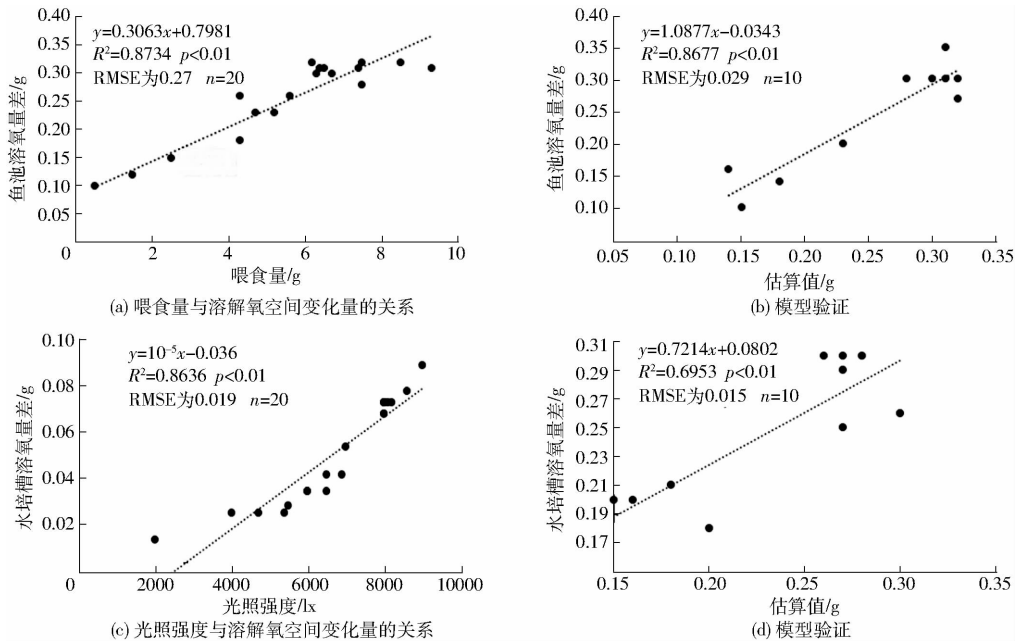 y=0.3063x+0.7981
R²=0.8734 p<0.01
RMSE为0.27 n=20
鱼池溶氧量差/g
0.40
0.35
0.30
0.25
0.20
0.15
0.10
0.05
0 2 4 6 8 10
喂食量/g
(a) 喂食量与溶解氧空间变化量的关系
y=1.0877x−0.0343
R²=0.8677 p<0.01
RMSE为0.029 n=10
鱼池溶氧量差/g
0.40
0.30
0.20
0.10
0.05 0.10 0.15 0.20 0.25 0.30 0.35
估算值/g
(b) 模型验证
y=10⁻⁵x−0.036
R²=0.8636 p<0.01
RMSE为0.019 n=20
水培槽溶氧量差/g
0.10
0.08
0.06
0.04
0.02
0 2000 4000 6000 8000 10000
光照强度/lx
(c) 光照强度与溶解氧空间变化量的关系
y=0.7214x+0.0802
R²=0.6953 p<0.01
RMSE为0.015 n=10
水培槽溶氧量差/g
0.31
0.29
0.27
0.25
0.23
0.21
0.19
0.17
0.15 0.20 0.25 0.30 0.35
估算值/g
(d) 模型验证